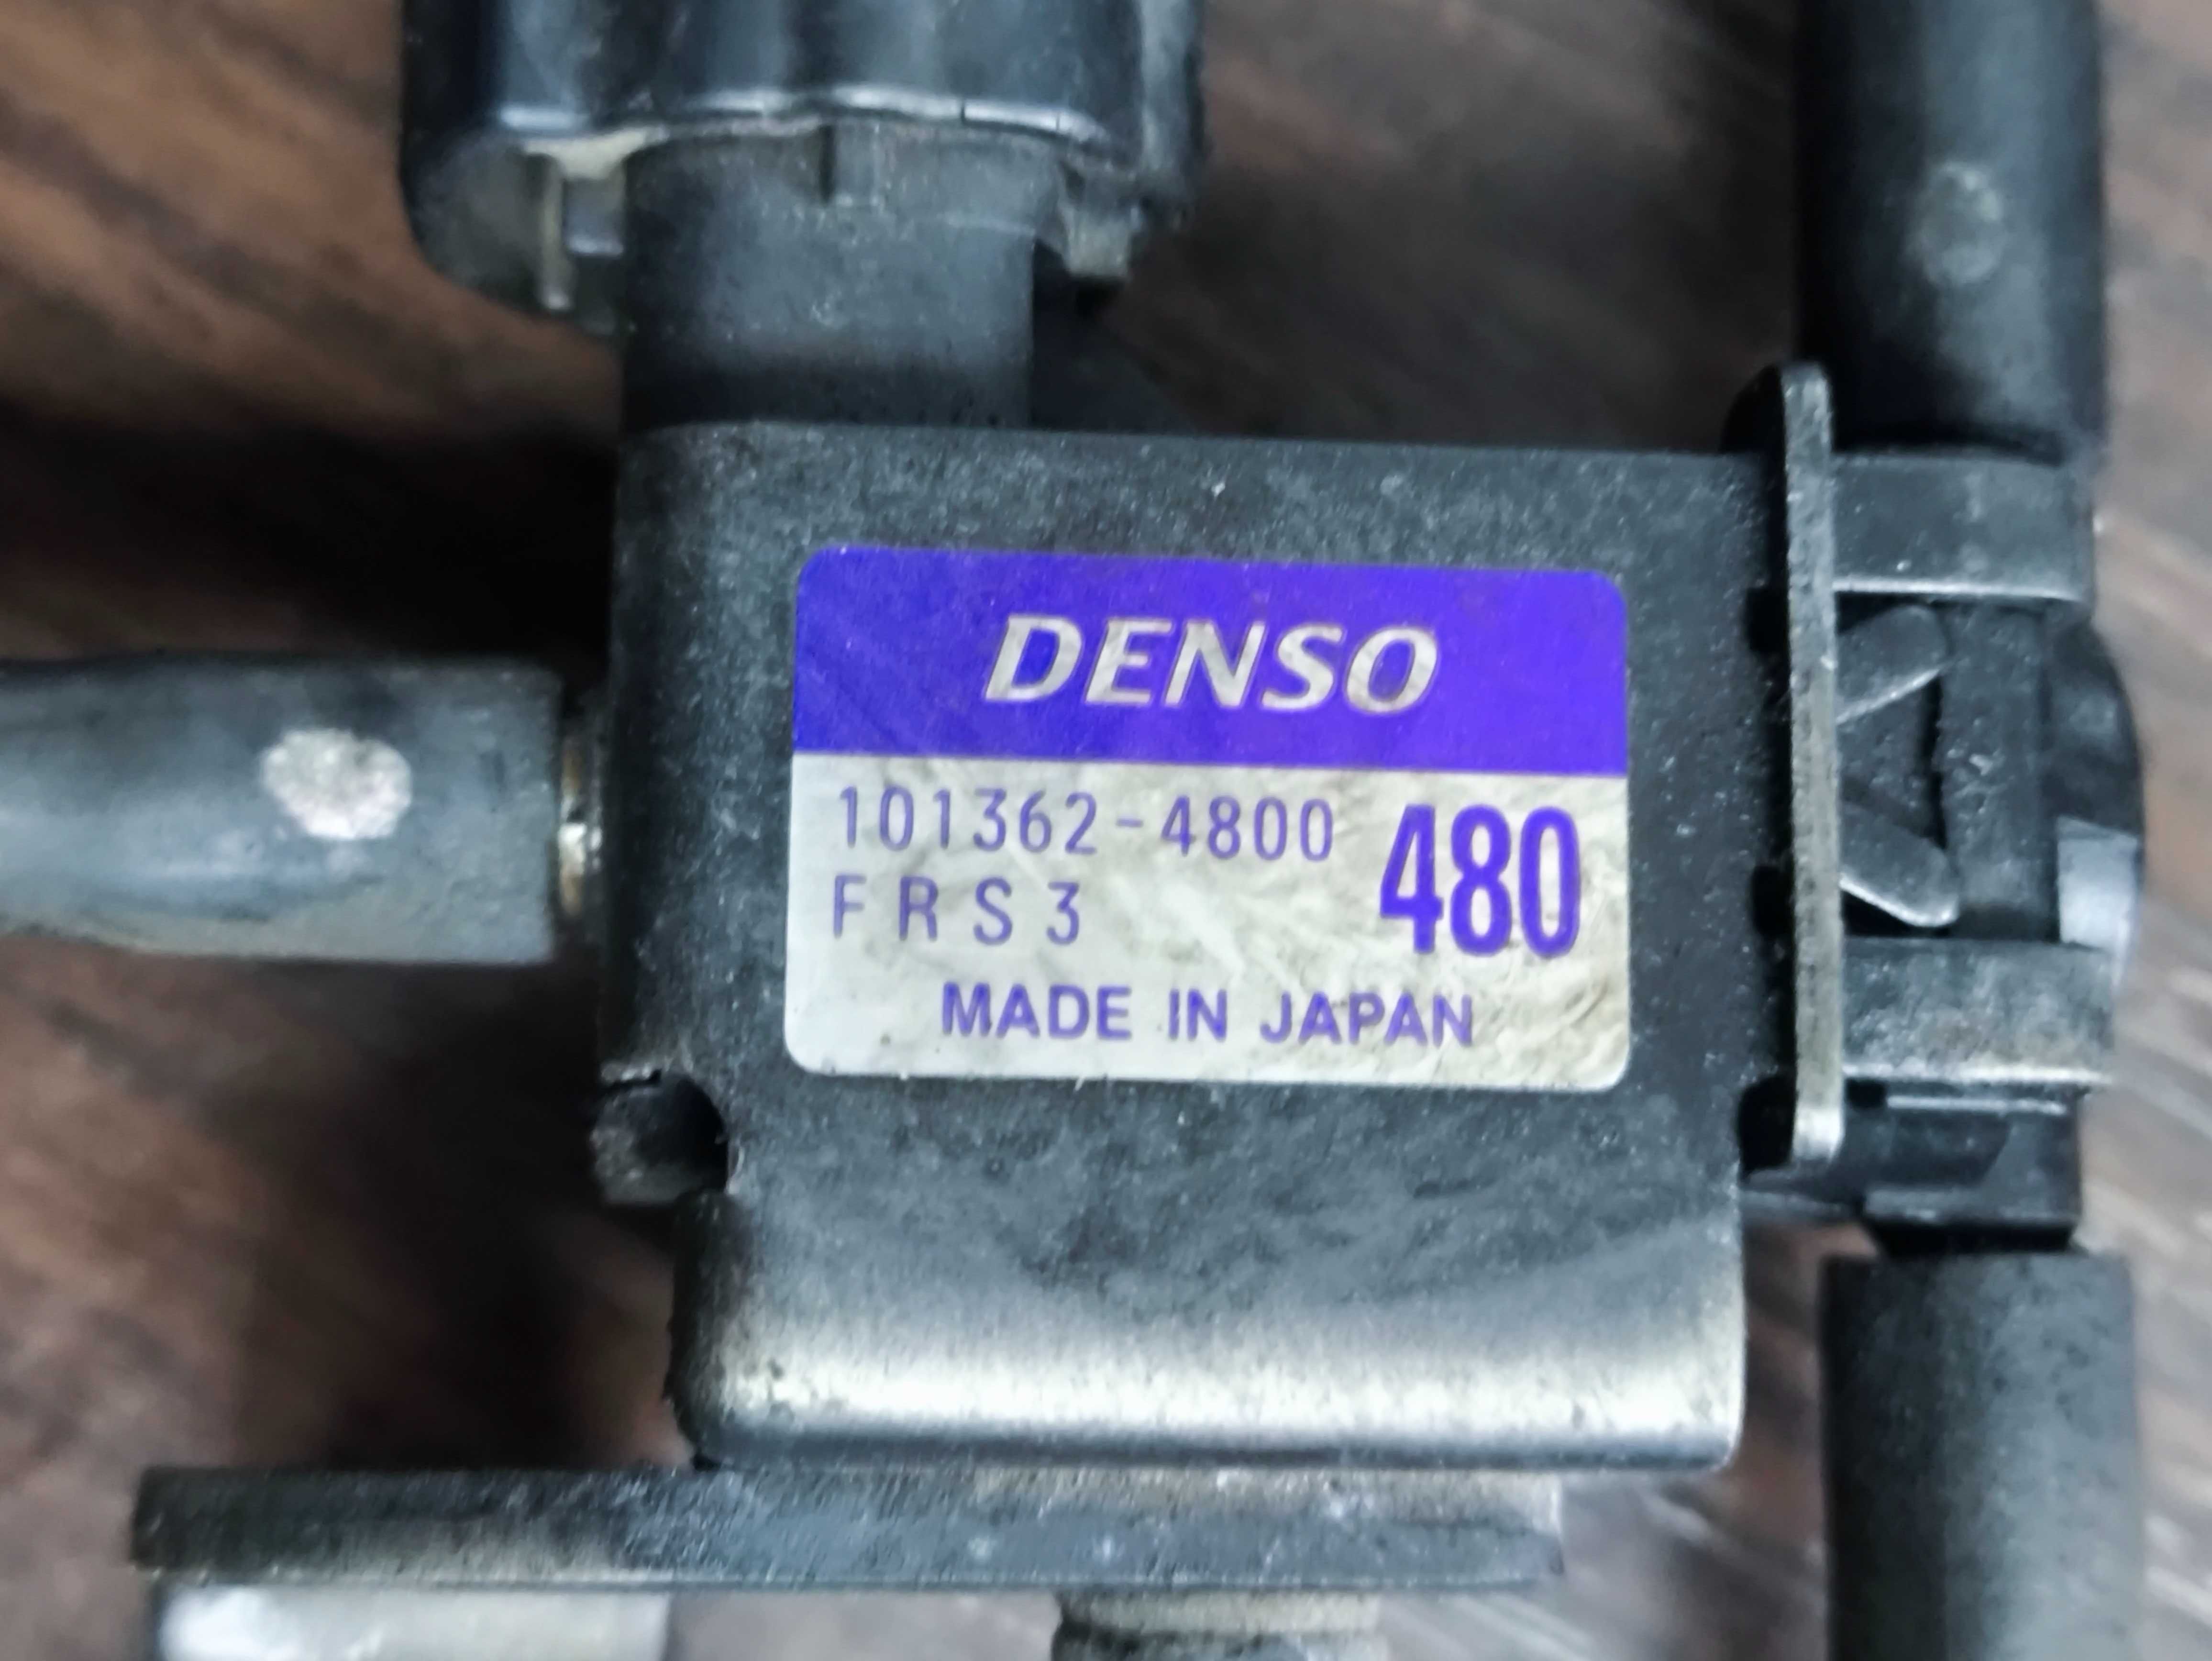 DENSO
101362-4800 480
FRS3
MADE IN JAPAN